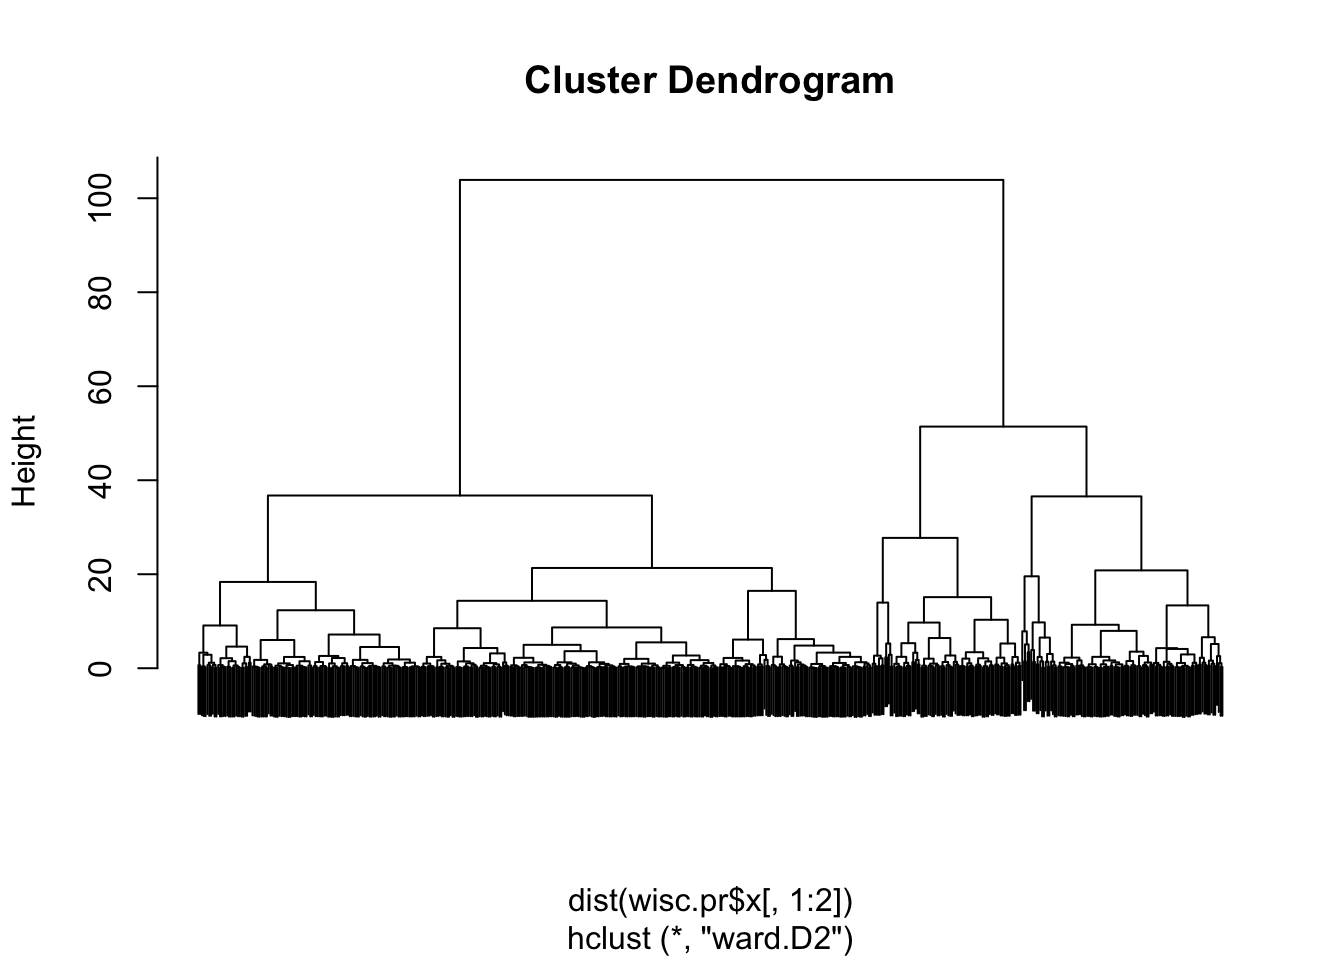 Cluster Dendrogram
Height
100
80
60
40
20
0
dist(wisc.pr$x[, 1:2])
hclust (*, "ward.D2")